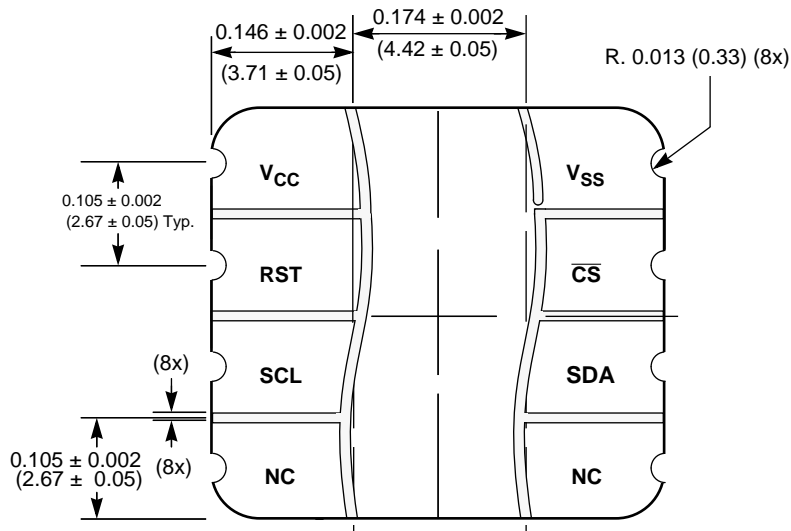 0.146 ± 0.002
(3.71 ± 0.05)
0.174 ± 0.002
(4.42 ± 0.05)
R. 0.013 (0.33) (8x)
VCC
VSS
0.105 ± 0.002
(2.67 ± 0.05) Typ.
RST
CS
(8x)
SCL
SDA
0.105 ± 0.002
(2.67 ± 0.05)
(8x)
NC
NC